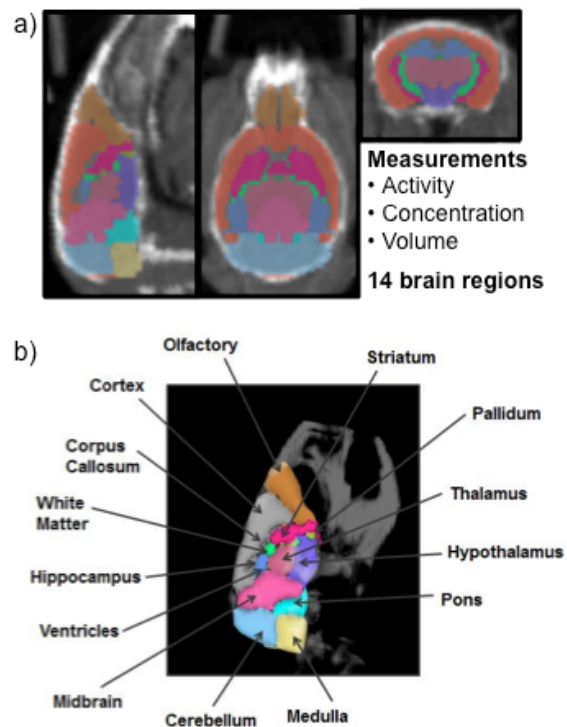 a)
Measurements
• Activity
• Concentration
• Volume
14 brain regions
b)
Olfactory
Striatum
Cortex
Pallidum
Corpus
Callosum
Thalamus
White
Matter
Hypothalamus
Hippocampus
Pons
Ventricles
Midbrain
Cerebellum
Medulla